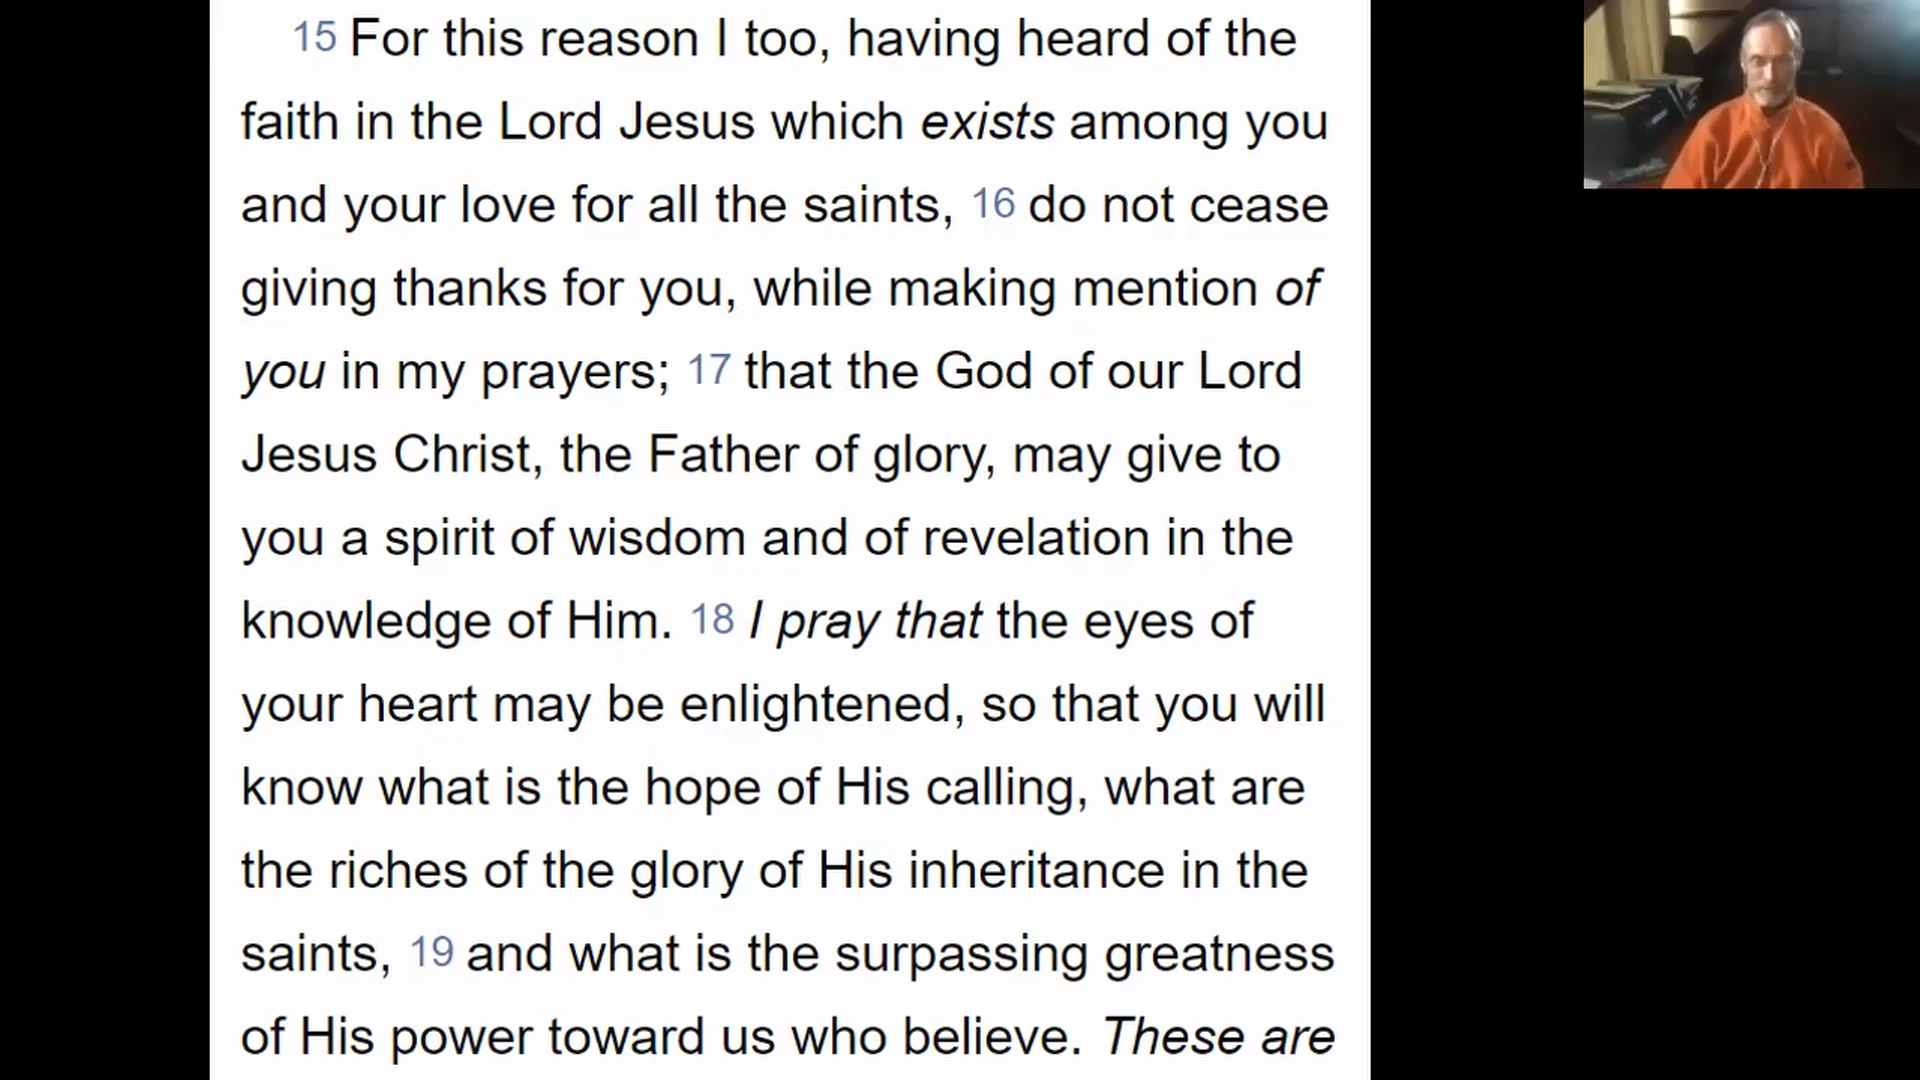 15 For this reason I too, having heard of the
faith in the Lord Jesus which exists among you
and your love for all the saints, 16 do not cease
giving thanks for you, while making mention of
you in my prayers; 17 that the God of our Lord
Jesus Christ, the Father of glory, may give to
you a spirit of wisdom and of revelation in the
knowledge of Him. 18 I pray that the eyes of
your heart may be enlightened, so that you will
know what is the hope of His calling, what are
the riches of the glory of His inheritance in the
saints, 19 and what is the surpassing greatness
of His power toward us who believe. These are